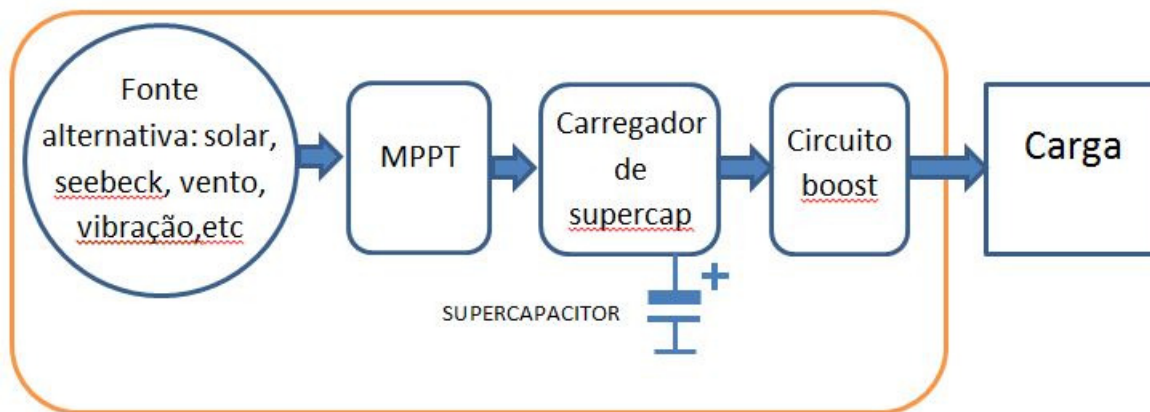 Fonte
alternativa: solar,
seebeck, vento,
vibração,etc
MPPT
Carregador
de
supercap
Circuito
boost
Carga
SUPERCAPACITOR
+